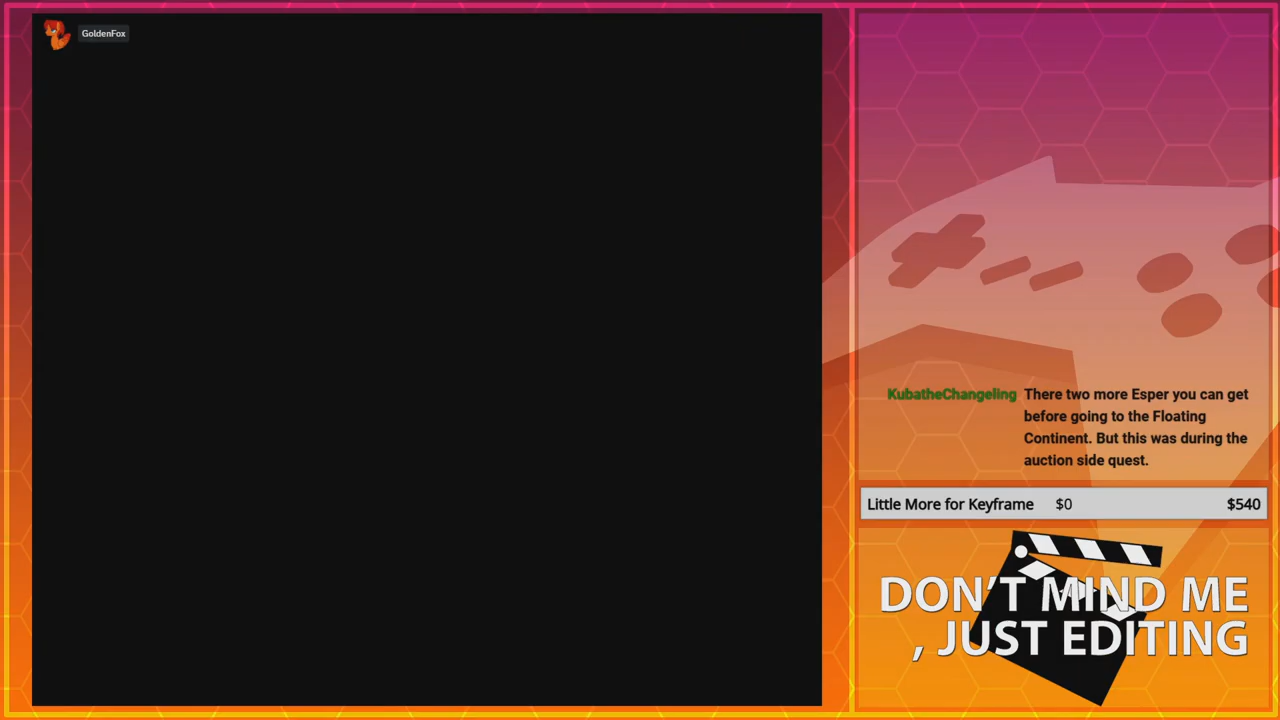 GoldenFox
KubatheChangeling There two more Esper you can get
before going to the Floating
Continent. But this was during the
auction side quest.
Little More for Keyframe $0 $540
DON'T MIND ME
, JUST EDITING